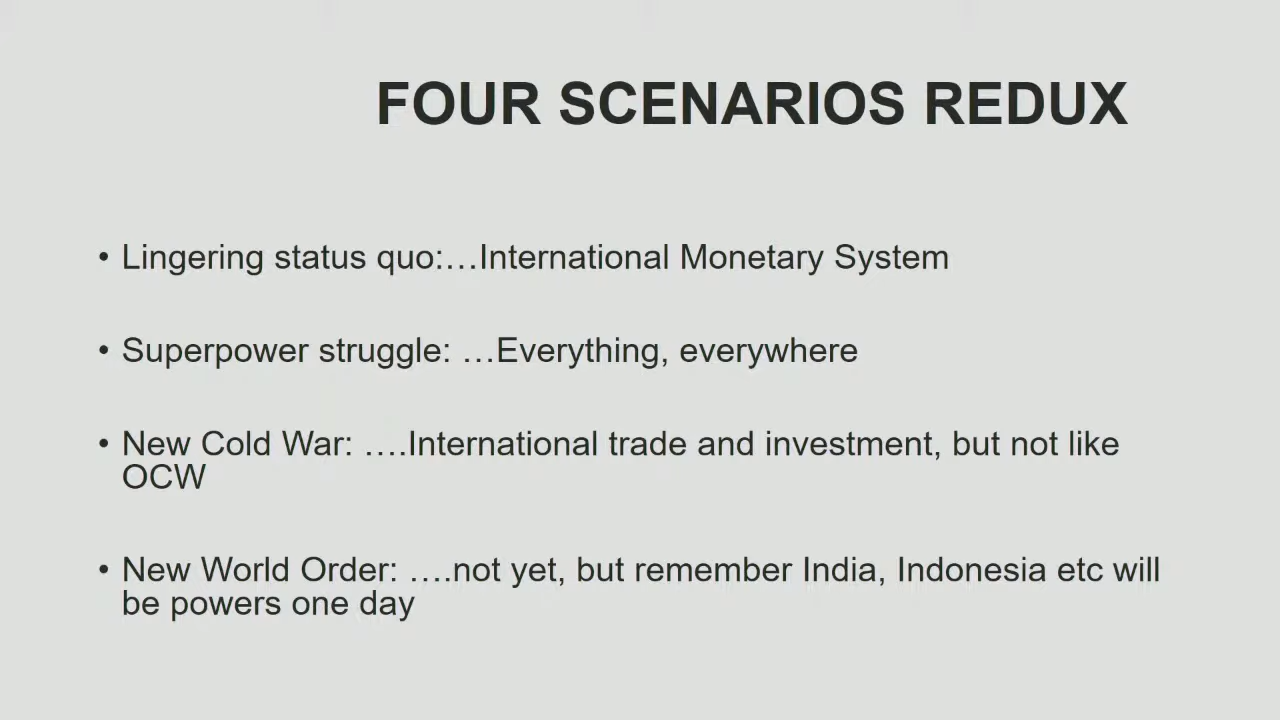 FOUR SCENARIOS REDUX
• Lingering status quo:…International Monetary System
• Superpower struggle: …Everything, everywhere
• New Cold War: ….International trade and investment, but not like
OCW
• New World Order: ….not yet, but remember India, Indonesia etc will
be powers one day